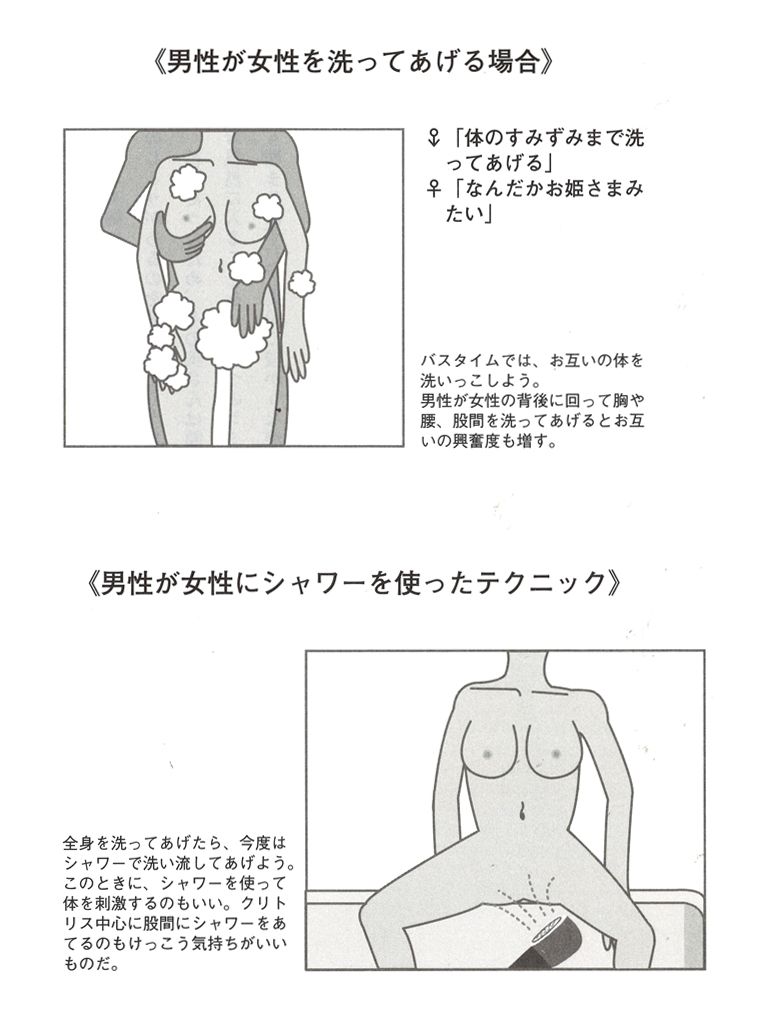 《男性が女性を洗ってあげる場合》
♂「体のすみずみまで洗
ってあげる」
♀「なんだかお姫さまみ
たい」
バスタイムでは、お互いの体を
洗いっこしよう。
男性が女性の背後に回って胸や
腰、股間を洗ってあげるとお互
いの興奮度も増す。
《男性が女性にシャワーを使ったテクニック》
全身を洗ってあげたら、今度は
シャワーで洗い流してあげよう。
このときに、シャワーを使って
体を刺激するのもいい。クリト
リス中心に股間にシャワーをあ
てるのもけっこう気持ちがいい
ものだ。